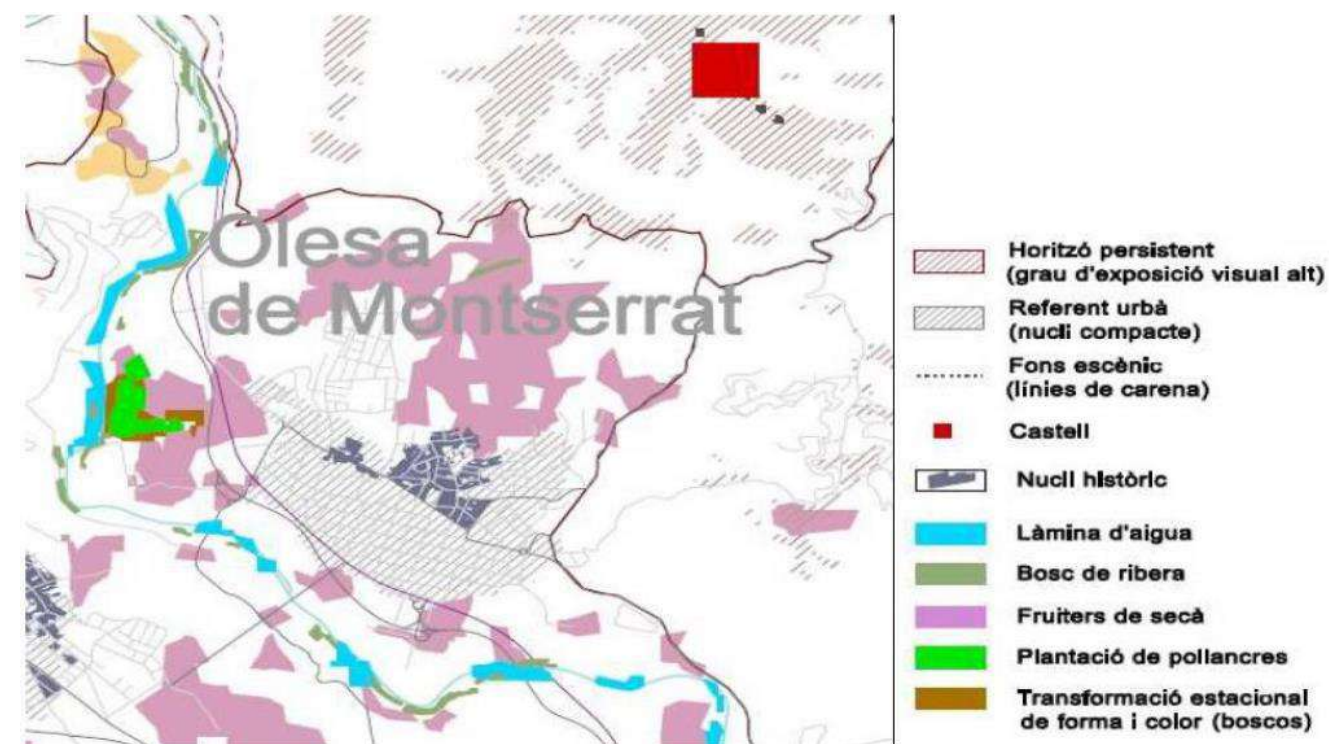 Olesa
de Montserrat
Horitzó persistent
(grau d'exposició visual alt)
Referent urbà
(nucli compacte)
Fons escènic
(línies de carena)
Castell
Nucli històric
Làmina d'aigua
Bosc de ribera
Fruiters de secà
Plantació de pollancres
Transformació estacional
de forma i color (boscos)